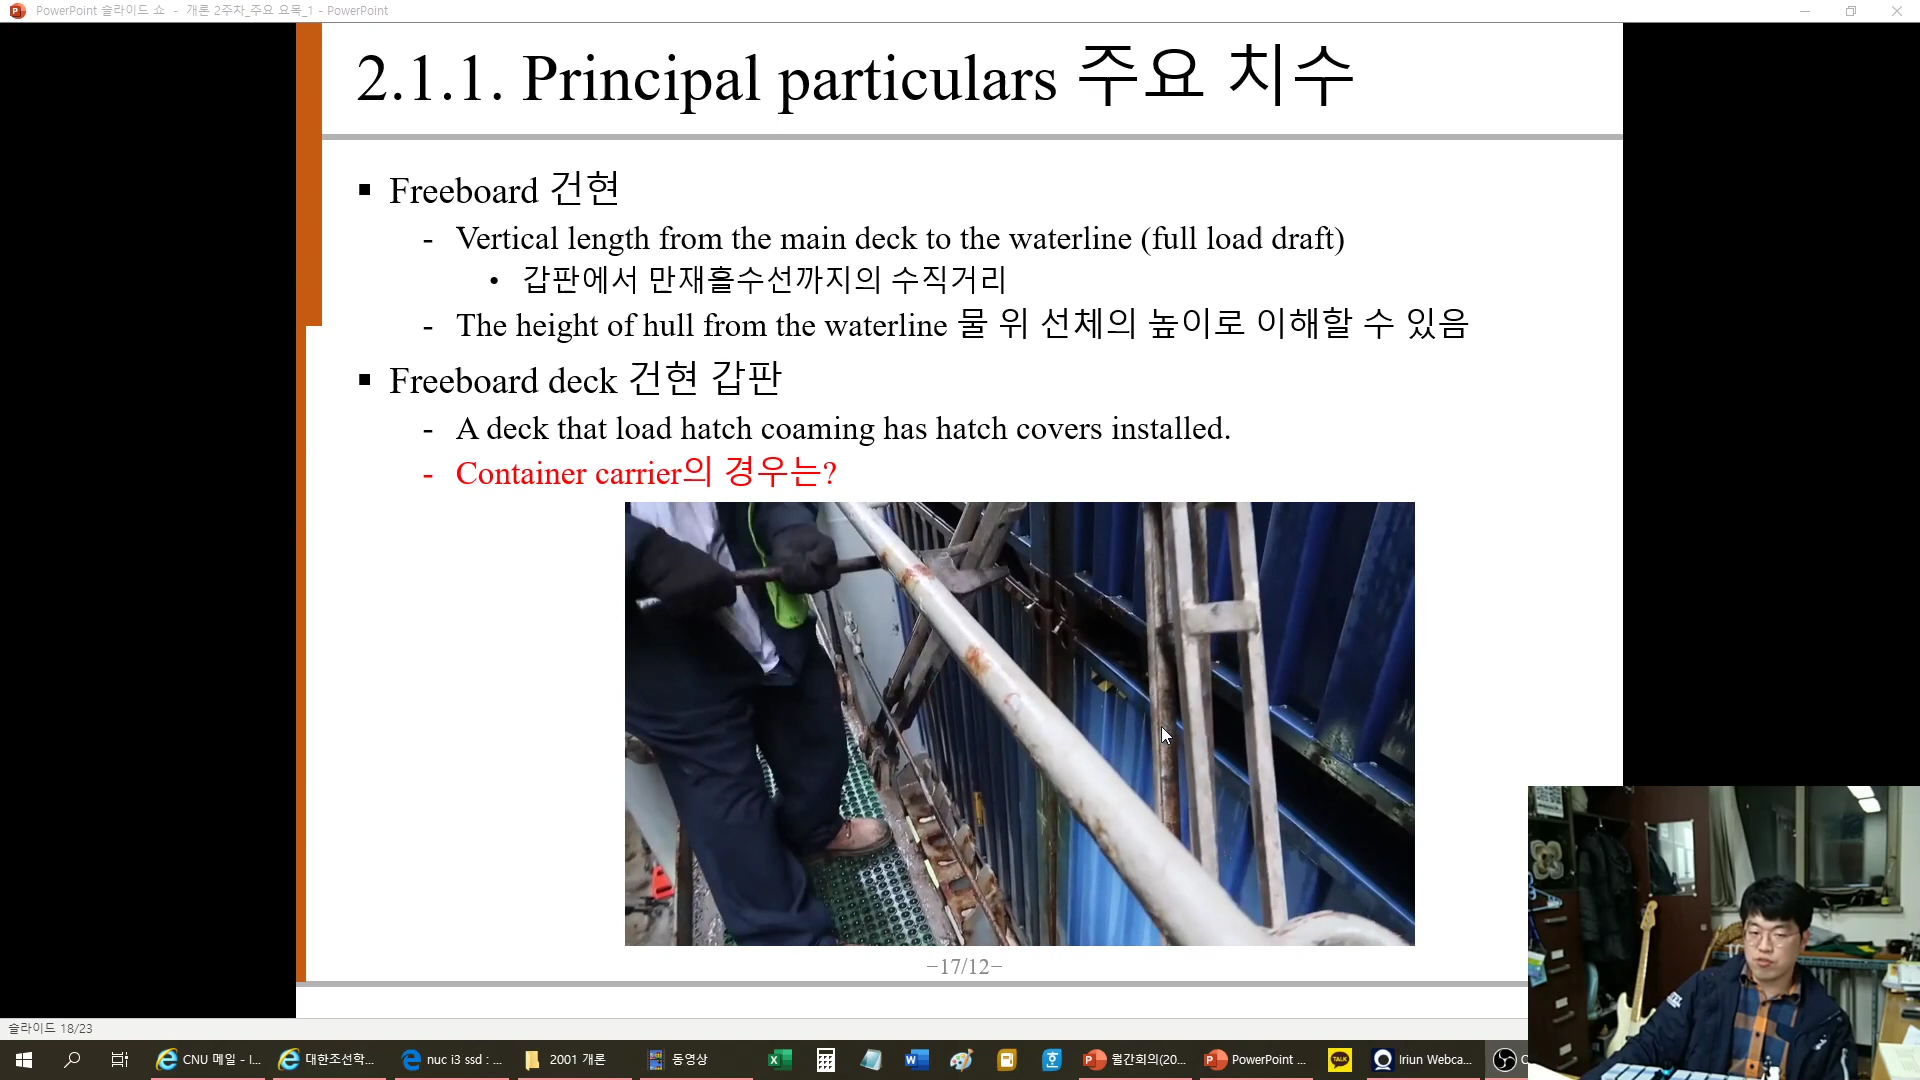 PowerPoint 슬라이드 쇼 - 개론 2주차_주요 요목_1 - PowerPoint
2.1.1. Principal particulars 주요 치수
▪ Freeboard 건현
- Vertical length from the main deck to the waterline (full load draft)
• 갑판에서 만재흘수선까지의 수직거리
- The height of hull from the waterline 물 위 선체의 높이로 이해할 수 있음
▪ Freeboard deck 건현 갑판
- A deck that load hatch coaming has hatch covers installed.
- Container carrier의 경우는?
−17/12−
슬라이드 18/23
CNU 메일 - I...
대한조선학...
nuc i3 ssd : ...
2001 개론
동영상
월간회의(20...
PowerPoint ...
TALK
Iriun Webca...